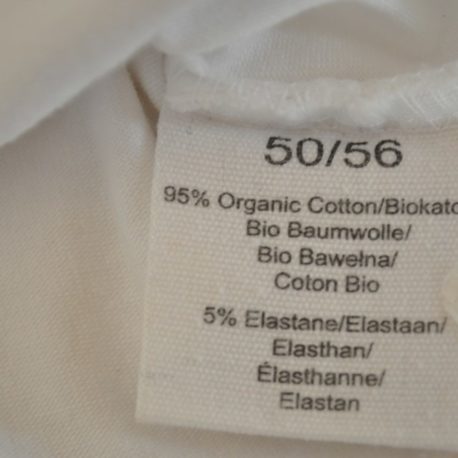 50/56
95% Organic Cotton/Biokato
Bio Baumwolle/
Bio Bawełna/
Coton Bio
5% Elastane/Elastaan/
Elasthan/
Élasthanne/
Elastan